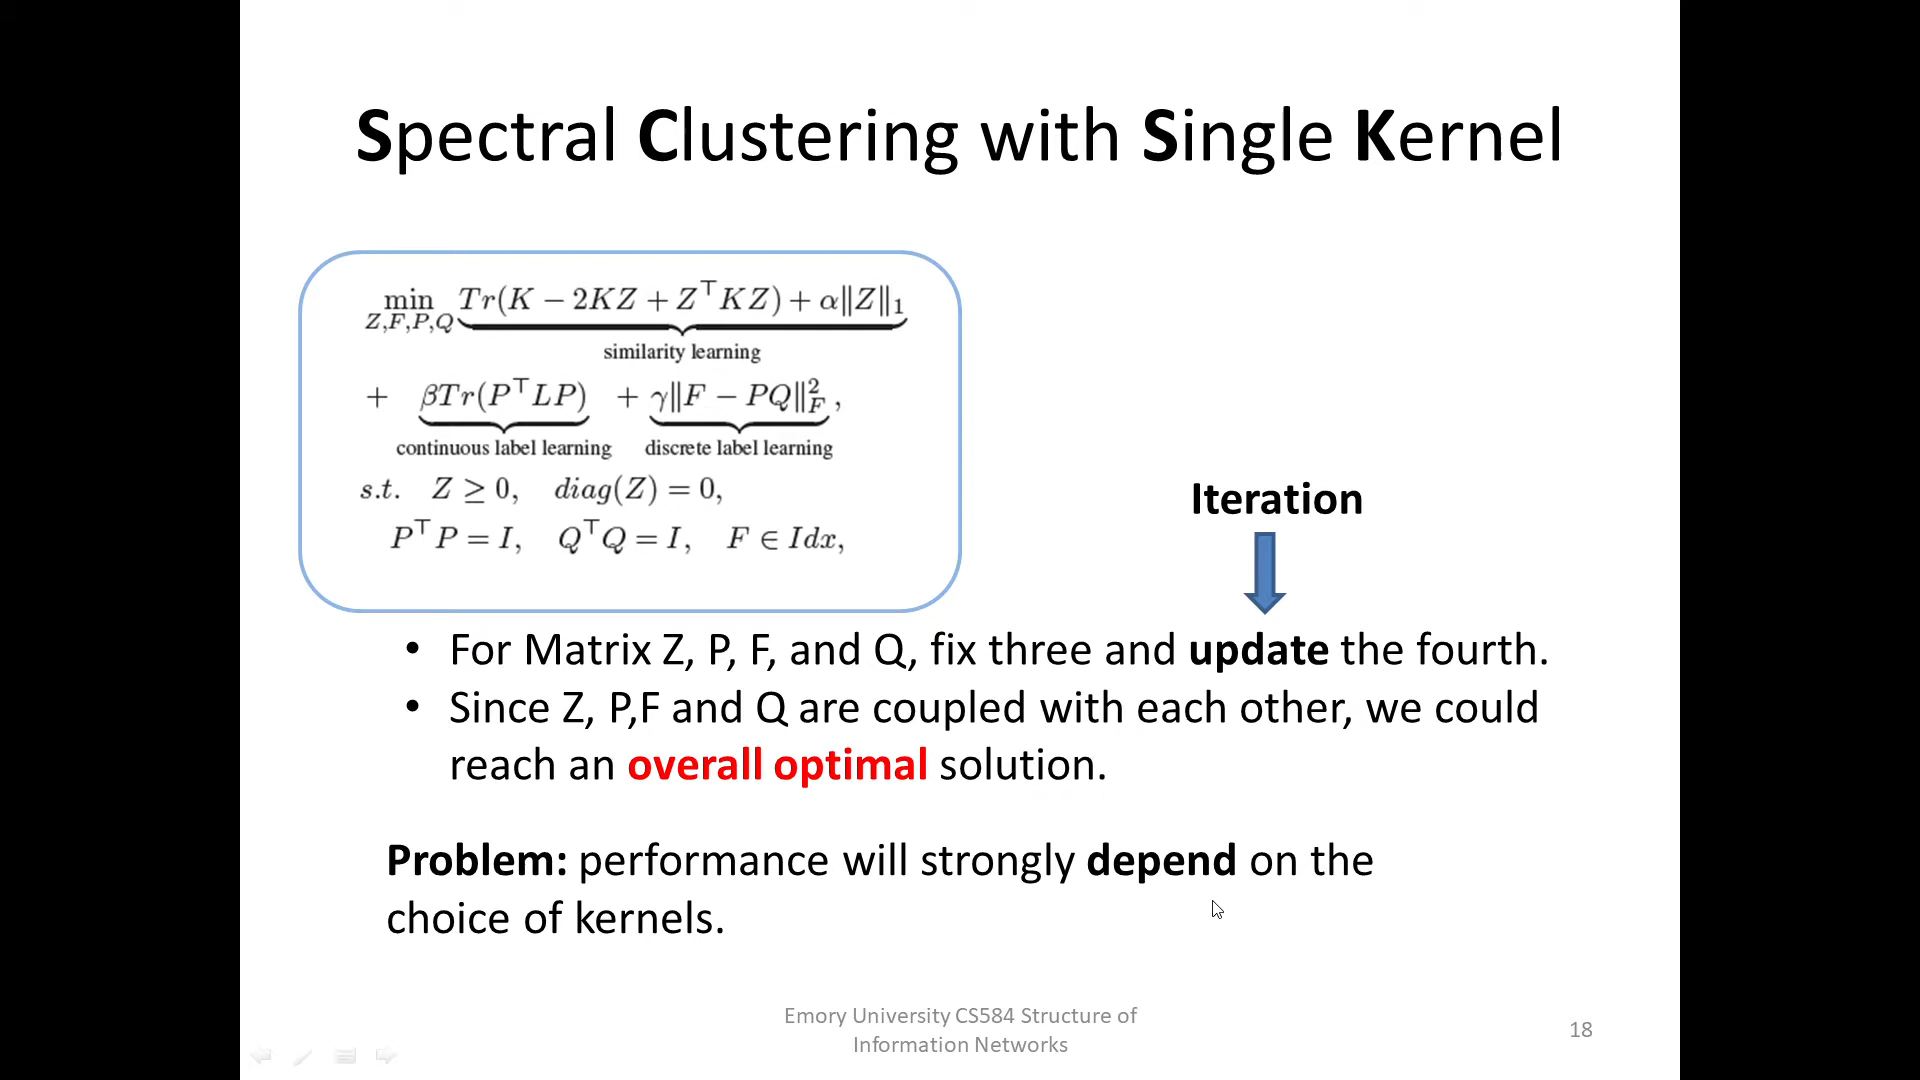 Spectral Clustering with Single Kernel
min Tr(K − 2KZ + Z⊤KZ) + α‖Z‖₁
Z,F,P,Q
similarity learning
+ βTr(P⊤LP) + γ‖F − PQ‖²_F ,
continuous label learning discrete label learning
s.t. Z ≥ 0, diag(Z) = 0,
P⊤P = I, Q⊤Q = I, F ∈ Idx,
Iteration
• For Matrix Z, P, F, and Q, fix three and update the fourth.
• Since Z, P,F and Q are coupled with each other, we could
reach an overall optimal solution.
Problem: performance will strongly depend on the
choice of kernels.
Emory University CS584 Structure of
Information Networks
18